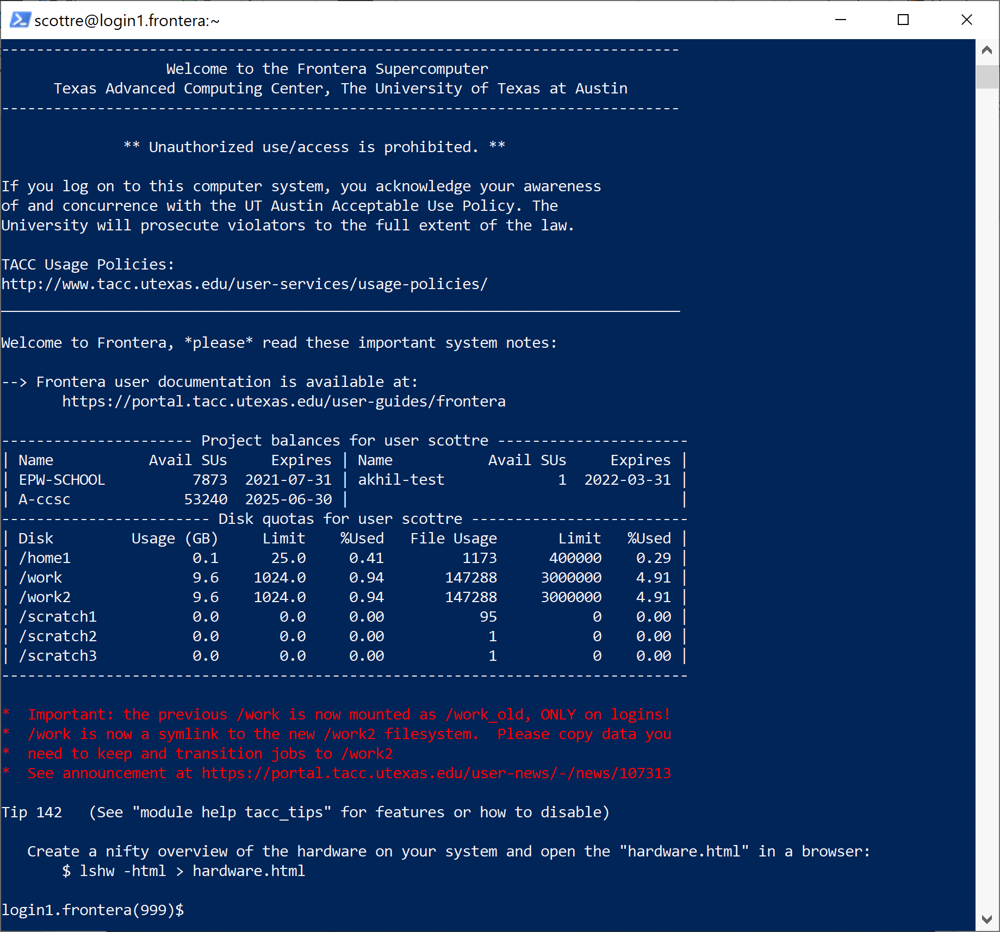 scottre@login1.frontera:~
------------------------------------------------------------------------------
Welcome to the Frontera Supercomputer
Texas Advanced Computing Center, The University of Texas at Austin
------------------------------------------------------------------------------
** Unauthorized use/access is prohibited. **
If you log on to this computer system, you acknowledge your awareness
of and concurrence with the UT Austin Acceptable Use Policy. The
University will prosecute violators to the full extent of the law.
TACC Usage Policies:
http://www.tacc.utexas.edu/user-services/usage-policies/
______________________________________________________________________________
Welcome to Frontera, *please* read these important system notes:
--> Frontera user documentation is available at:
       https://portal.tacc.utexas.edu/user-guides/frontera
---------------------- Project balances for user scottre ----------------------
| Name           Avail SUs     Expires | Name           Avail SUs     Expires |
| EPW-SCHOOL          7873  2021-07-31 | akhil-test             1  2022-03-31 |
| A-ccsc             53240  2025-06-30 |                                      |
------------------------ Disk quotas for user scottre -------------------------
| Disk         Usage (GB)     Limit    %Used   File Usage       Limit   %Used |
| /home1              0.1      25.0     0.41         1173      400000    0.29 |
| /work               9.6    1024.0     0.94       147288     3000000    4.91 |
| /work2              9.6    1024.0     0.94       147288     3000000    4.91 |
| /scratch1           0.0       0.0     0.00           95           0    0.00 |
| /scratch2           0.0       0.0     0.00            1           0    0.00 |
| /scratch3           0.0       0.0     0.00            1           0    0.00 |
-------------------------------------------------------------------------------
*  Important: the previous /work is now mounted as /work_old, ONLY on logins!
*  /work is now a symlink to the new /work2 filesystem.  Please copy data you
*  need to keep and transition jobs to /work2
*  See announcement at https://portal.tacc.utexas.edu/user-news/-/news/107313
Tip 142   (See "module help tacc_tips" for features or how to disable)
   Create a nifty overview of the hardware on your system and open the "hardware.html" in a browser:
       $ lshw -html > hardware.html
login1.frontera(999)$